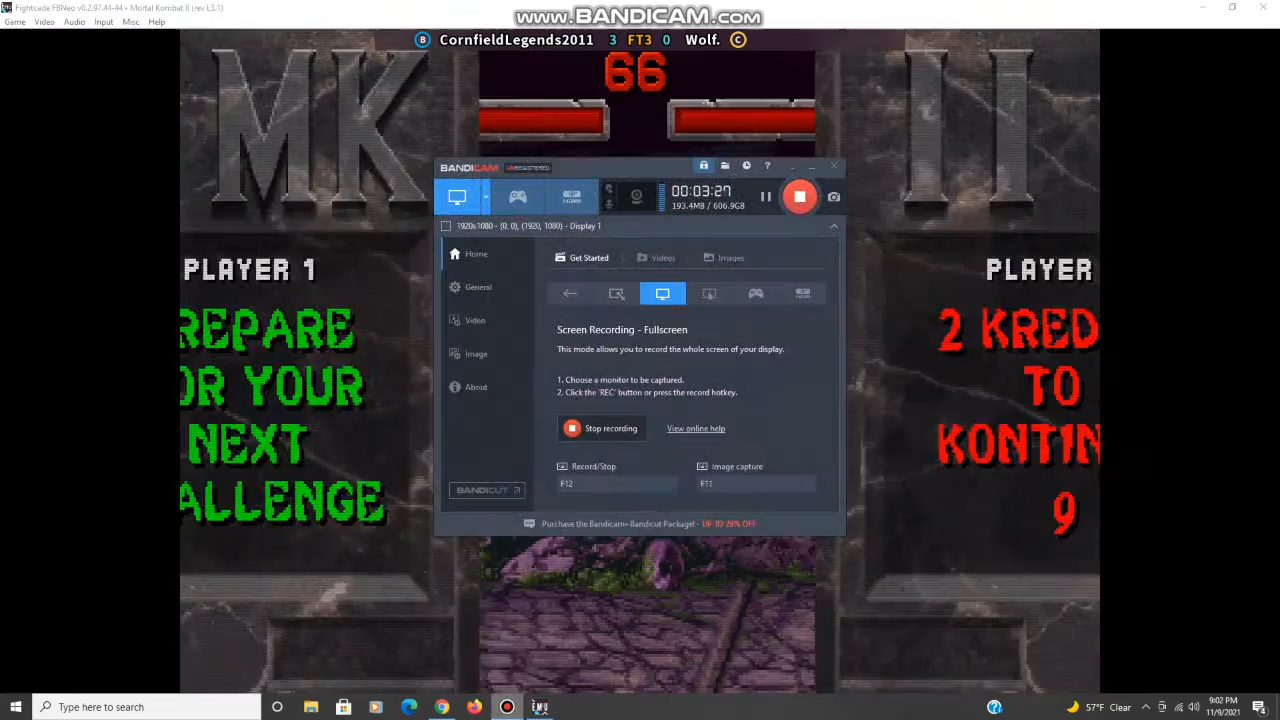 Fightcade FBNeo v0.2.97.44-44 • Mortal Kombat II (rev L3.1)
www.BANDICAM.com
Game Video Audio Input Misc Help
B CornfieldLegends2011 3 FT3 0 Wolf. C
66
MK II
BANDICAM UNREGISTERED
00:03:27
193.4MB / 606.9GB
1920x1080 - (0, 0), (1920, 1080) - Display 1
Home
Get Started Videos Images
General
Video
Image
About
Screen Recording - Fullscreen
This mode allows you to record the whole screen of your display.
1. Choose a monitor to be captured.
2. Click the 'REC' button or press the record hotkey.
Stop recording View online help
Record/Stop Image capture
F12 F11
BANDICUT
Purchase the Bandicam+Bandicut Package! - UP TO 29% OFF
PLAYER 1
REPARE
OR YOUR
NEXT
ALLENGE
PLAYER
2 KRED
TO
KONTIN
9
Type here to search
EMU
57°F Clear
9:02 PM
11/9/2021
4